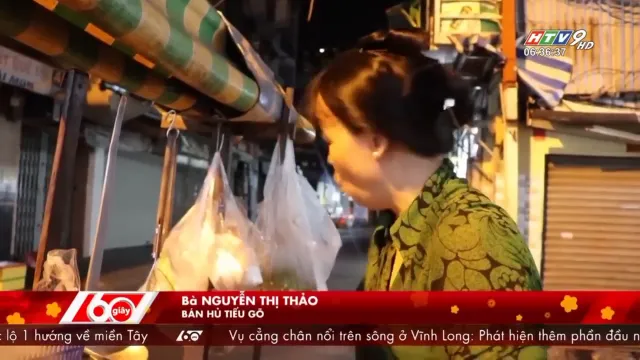 HTV9 HD
06:36:37
60 giây
Bà NGUYỄN THỊ THẢO
BÁN HỦ TIẾU GÕ
c lộ 1 hướng về miền Tây
Vụ cẳng chân nổi trên sông ở Vĩnh Long: Phát hiện thêm phần đầu n